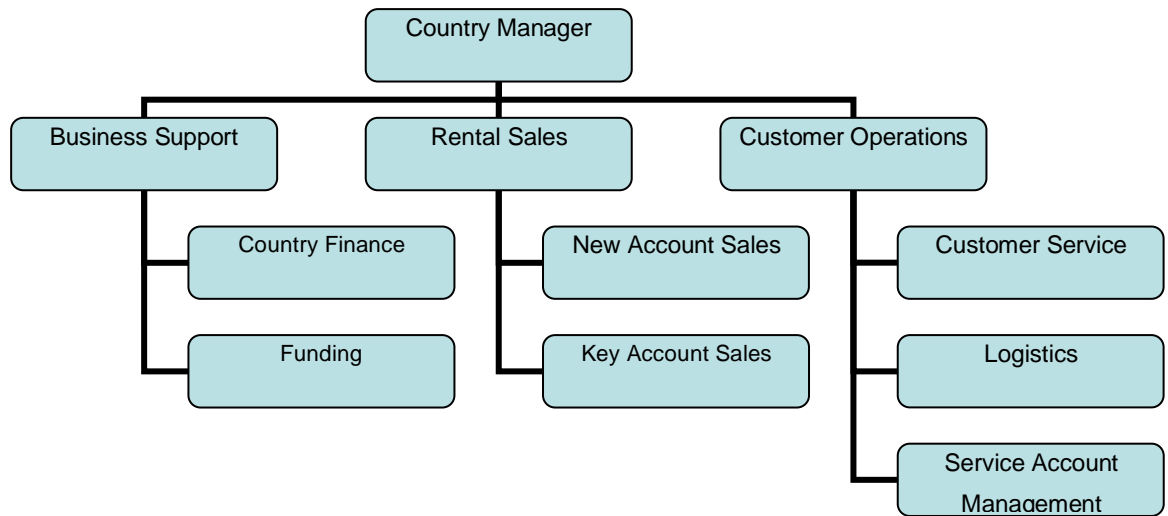 Country Manager
Business Support
Rental Sales
Customer Operations
Country Finance
New Account Sales
Customer Service
Funding
Key Account Sales
Logistics
Service Account
Management